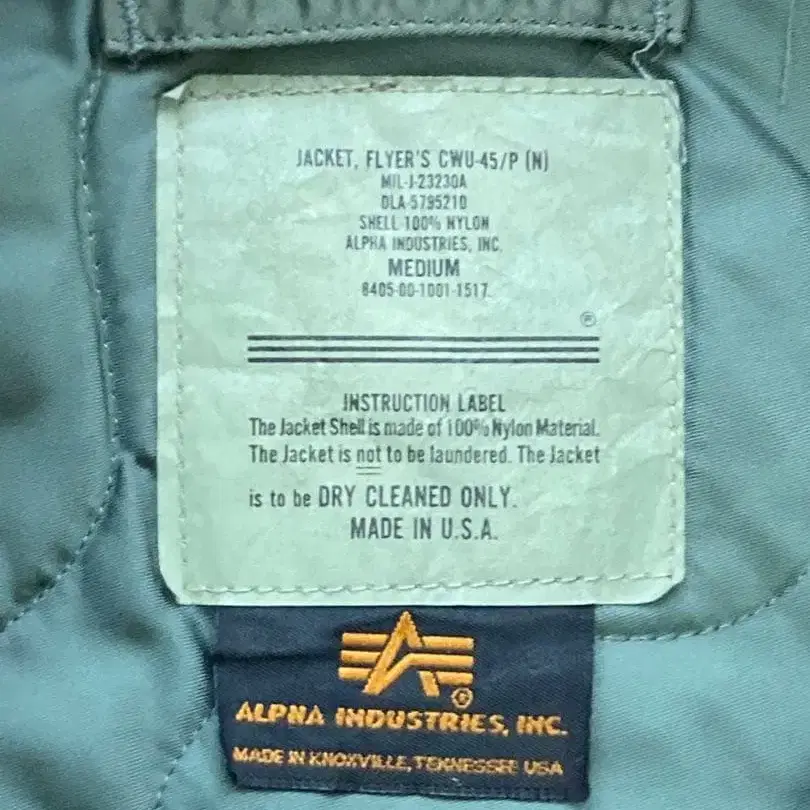 JACKET, FLYER'S CWU-45/P (N)
MIL-J-23230A
DLA-5795210
SHELL 100% NYLON
ALPHA INDUSTRIES, INC.
MEDIUM
8405-00-1001-1517
®
INSTRUCTION LABEL
The Jacket Shell is made of 100% Nylon Material.
The Jacket is not to be laundered. The Jacket
is to be DRY CLEANED ONLY.
MADE IN U.S.A.
®
ALPHA INDUSTRIES, INC.
MADE IN KNOXVILLE, TENNESSEE USA